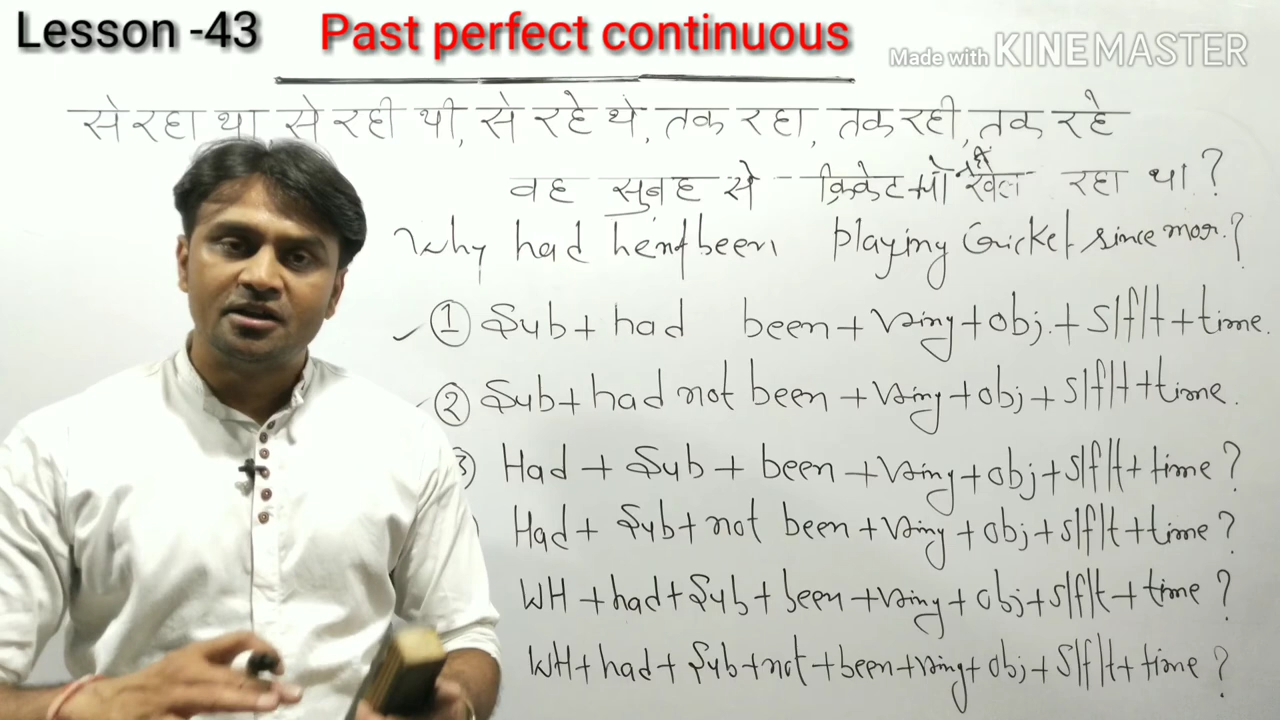 Lesson -43 Past perfect continuous
Made with KINEMASTER
से रहा था, से रही थी, से रहे थे, तक रहा, तक रही, तक रहे
वह सुबह से क्रिकेट क्यों नहीं खेल रहा था?
Why had he not been playing Cricket since mor.?
① Sub + had been + Ving + obj. + S/f/t + time.
② Sub + had not been + Ving + obj + S/f/t + time.
3) Had + Sub + been + Ving + obj + S/f/t + time ?
) Had + Sub + not been + Ving + obj + s/f/t + time ?
WH + had + Sub + been + Ving + obj + s/f/t + time ?
WH + had + Sub + not + been + Ving + obj + S/f/t + time ?